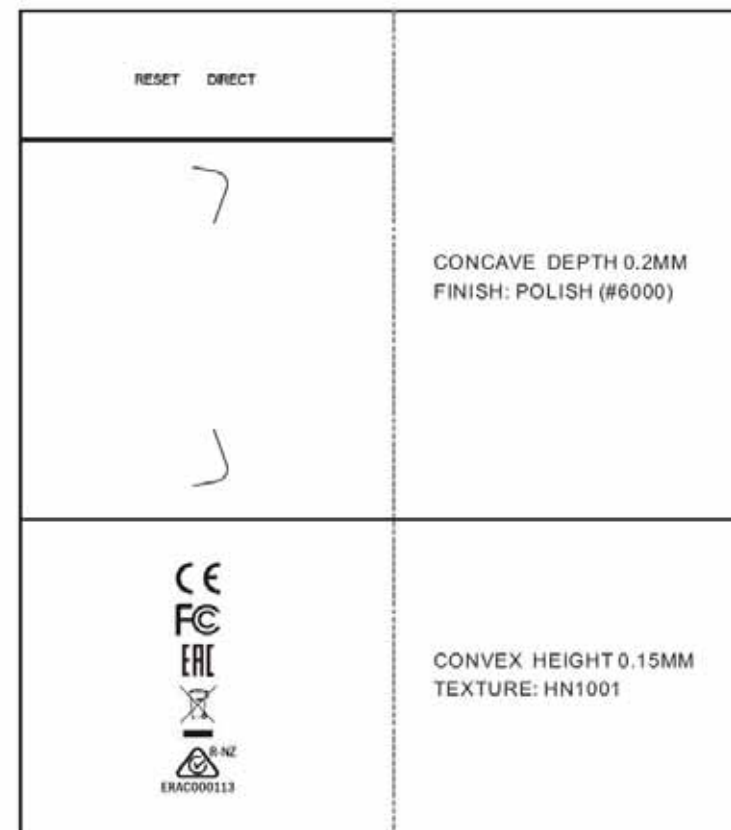 RESET DIRECT
CONCAVE DEPTH 0.2MM
FINISH: POLISH (#6000)
CE
FC
EAC
R-NZ
ERAC000113
CONVEX HEIGHT 0.15MM
TEXTURE: HN1001